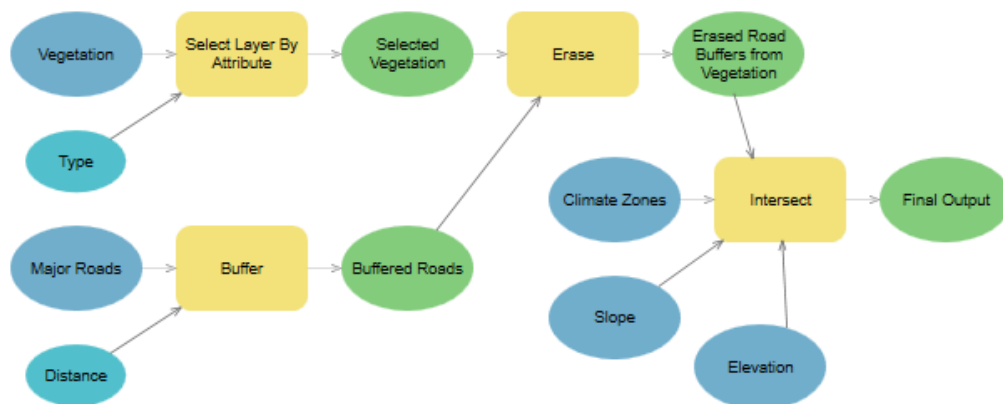 Vegetation
Select Layer By
Attribute
Selected
Vegetation
Erase
Erased Road
Buffers from
Vegetation
Type
Climate Zones
Intersect
Final Output
Major Roads
Buffer
Buffered Roads
Slope
Distance
Elevation